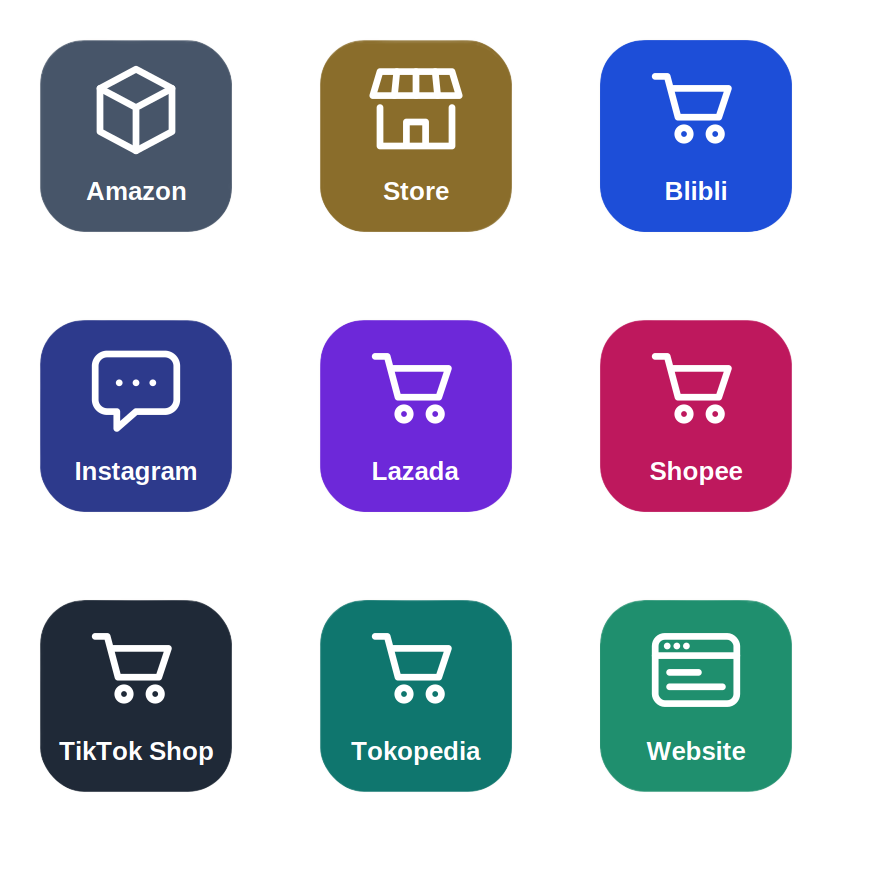 Amazon
Store
Blibli
Instagram
Lazada
Shopee
TikTok Shop
Tokopedia
Website